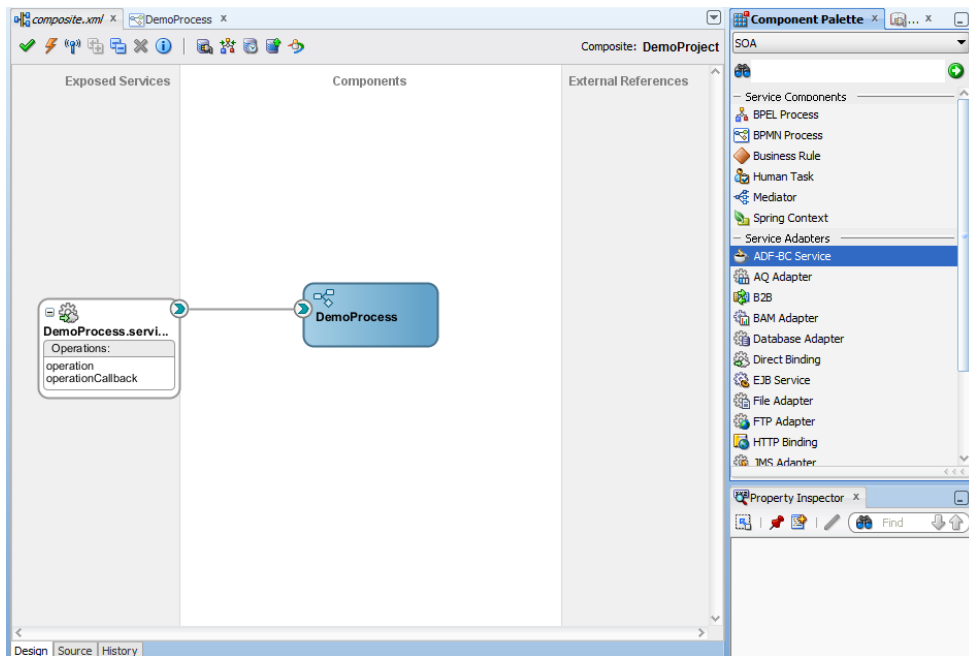 composite.xml x DemoProcess x
Composite: DemoProject
Exposed Services
Components
External References
DemoProcess.servi...
Operations:
operation
operationCallback
DemoProcess
Design Source History
Component Palette x ... x
SOA
Service Components
BPEL Process
BPMN Process
Business Rule
Human Task
Mediator
Spring Context
Service Adapters
ADF-BC Service
AQ Adapter
B2B
BAM Adapter
Database Adapter
Direct Binding
EJB Service
File Adapter
FTP Adapter
HTTP Binding
JMS Adapter
Property Inspector x
Find